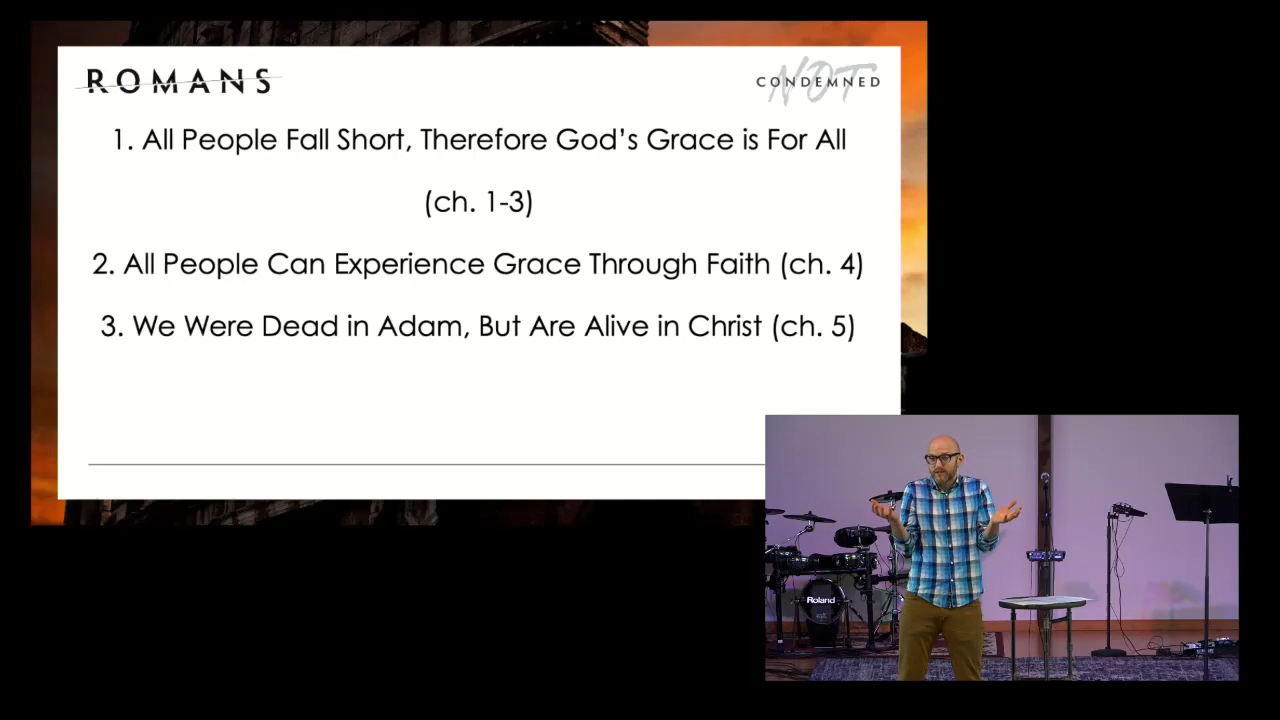 ROMANS
NOT
CONDEMNED
1. All People Fall Short, Therefore God's Grace is For All
(ch. 1-3)
2. All People Can Experience Grace Through Faith (ch. 4)
3. We Were Dead in Adam, But Are Alive in Christ (ch. 5)
Roland